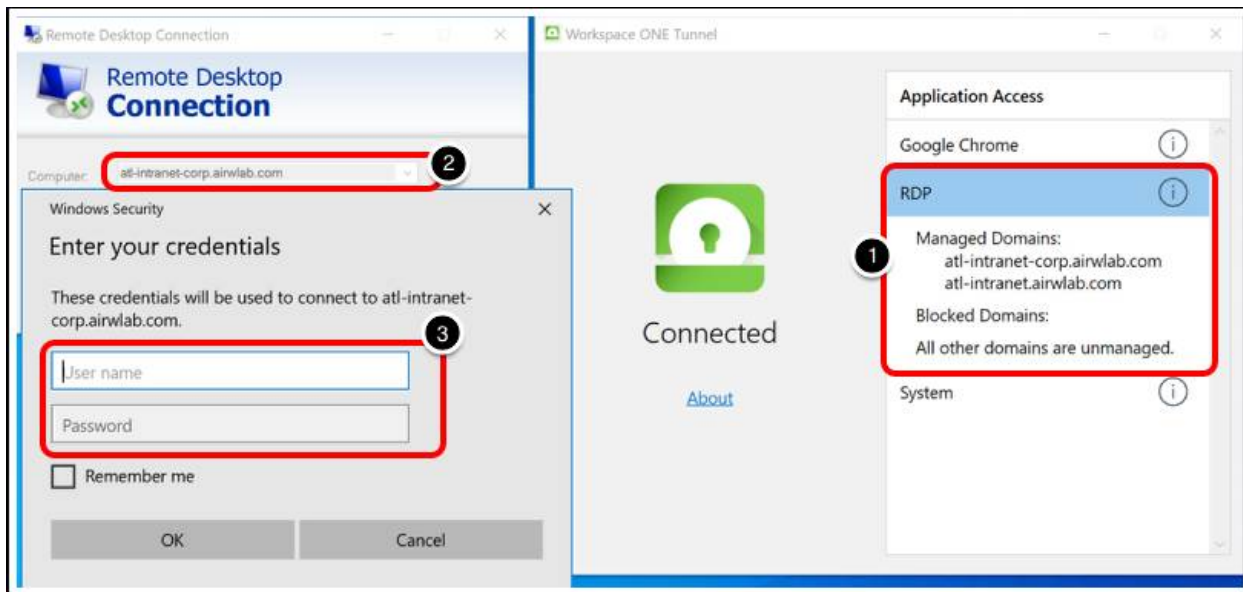 Remote Desktop Connection
Remote Desktop
Connection
Computer:
atl-intranet-corp.airwlab.com
2
Windows Security
Enter your credentials
These credentials will be used to connect to atl-intranet-
corp.airwlab.com.
3
User name
Password
Remember me
OK
Cancel
Workspace ONE Tunnel
Connected
About
Application Access
Google Chrome
RDP
1
Managed Domains:
atl-intranet-corp.airwlab.com
atl-intranet.airwlab.com
Blocked Domains:
All other domains are unmanaged.
System